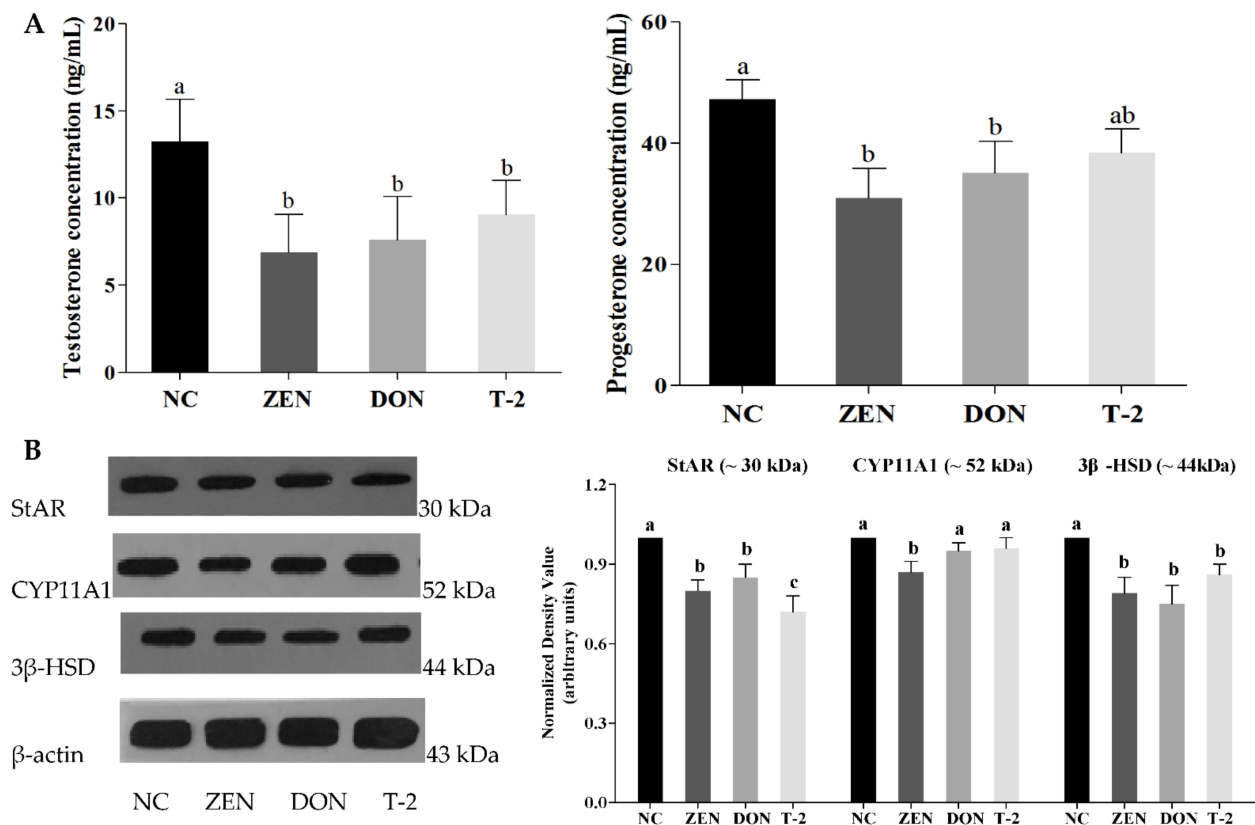 A
Testosterone concentration (ng/mL)
20
15
10
5
0
a
b
b
b
NC ZEN DON T-2
Progesterone concentration (ng/mL)
60
40
20
0
a
b
b
ab
NC ZEN DON T-2
B
StAR 30 kDa
CYP11A1 52 kDa
3β-HSD 44 kDa
β-actin 43 kDa
NC ZEN DON T-2
StAR (~ 30 kDa) CYP11A1 (~ 52 kDa) 3β -HSD (~ 44kDa)
Normalized Density Value
(arbltrary units)
1.2
0.9
0.6
0.3
0.0
a b b c a b a a a b b b
NC ZEN DON T-2 NC ZEN DON T-2 NC ZEN DON T-2